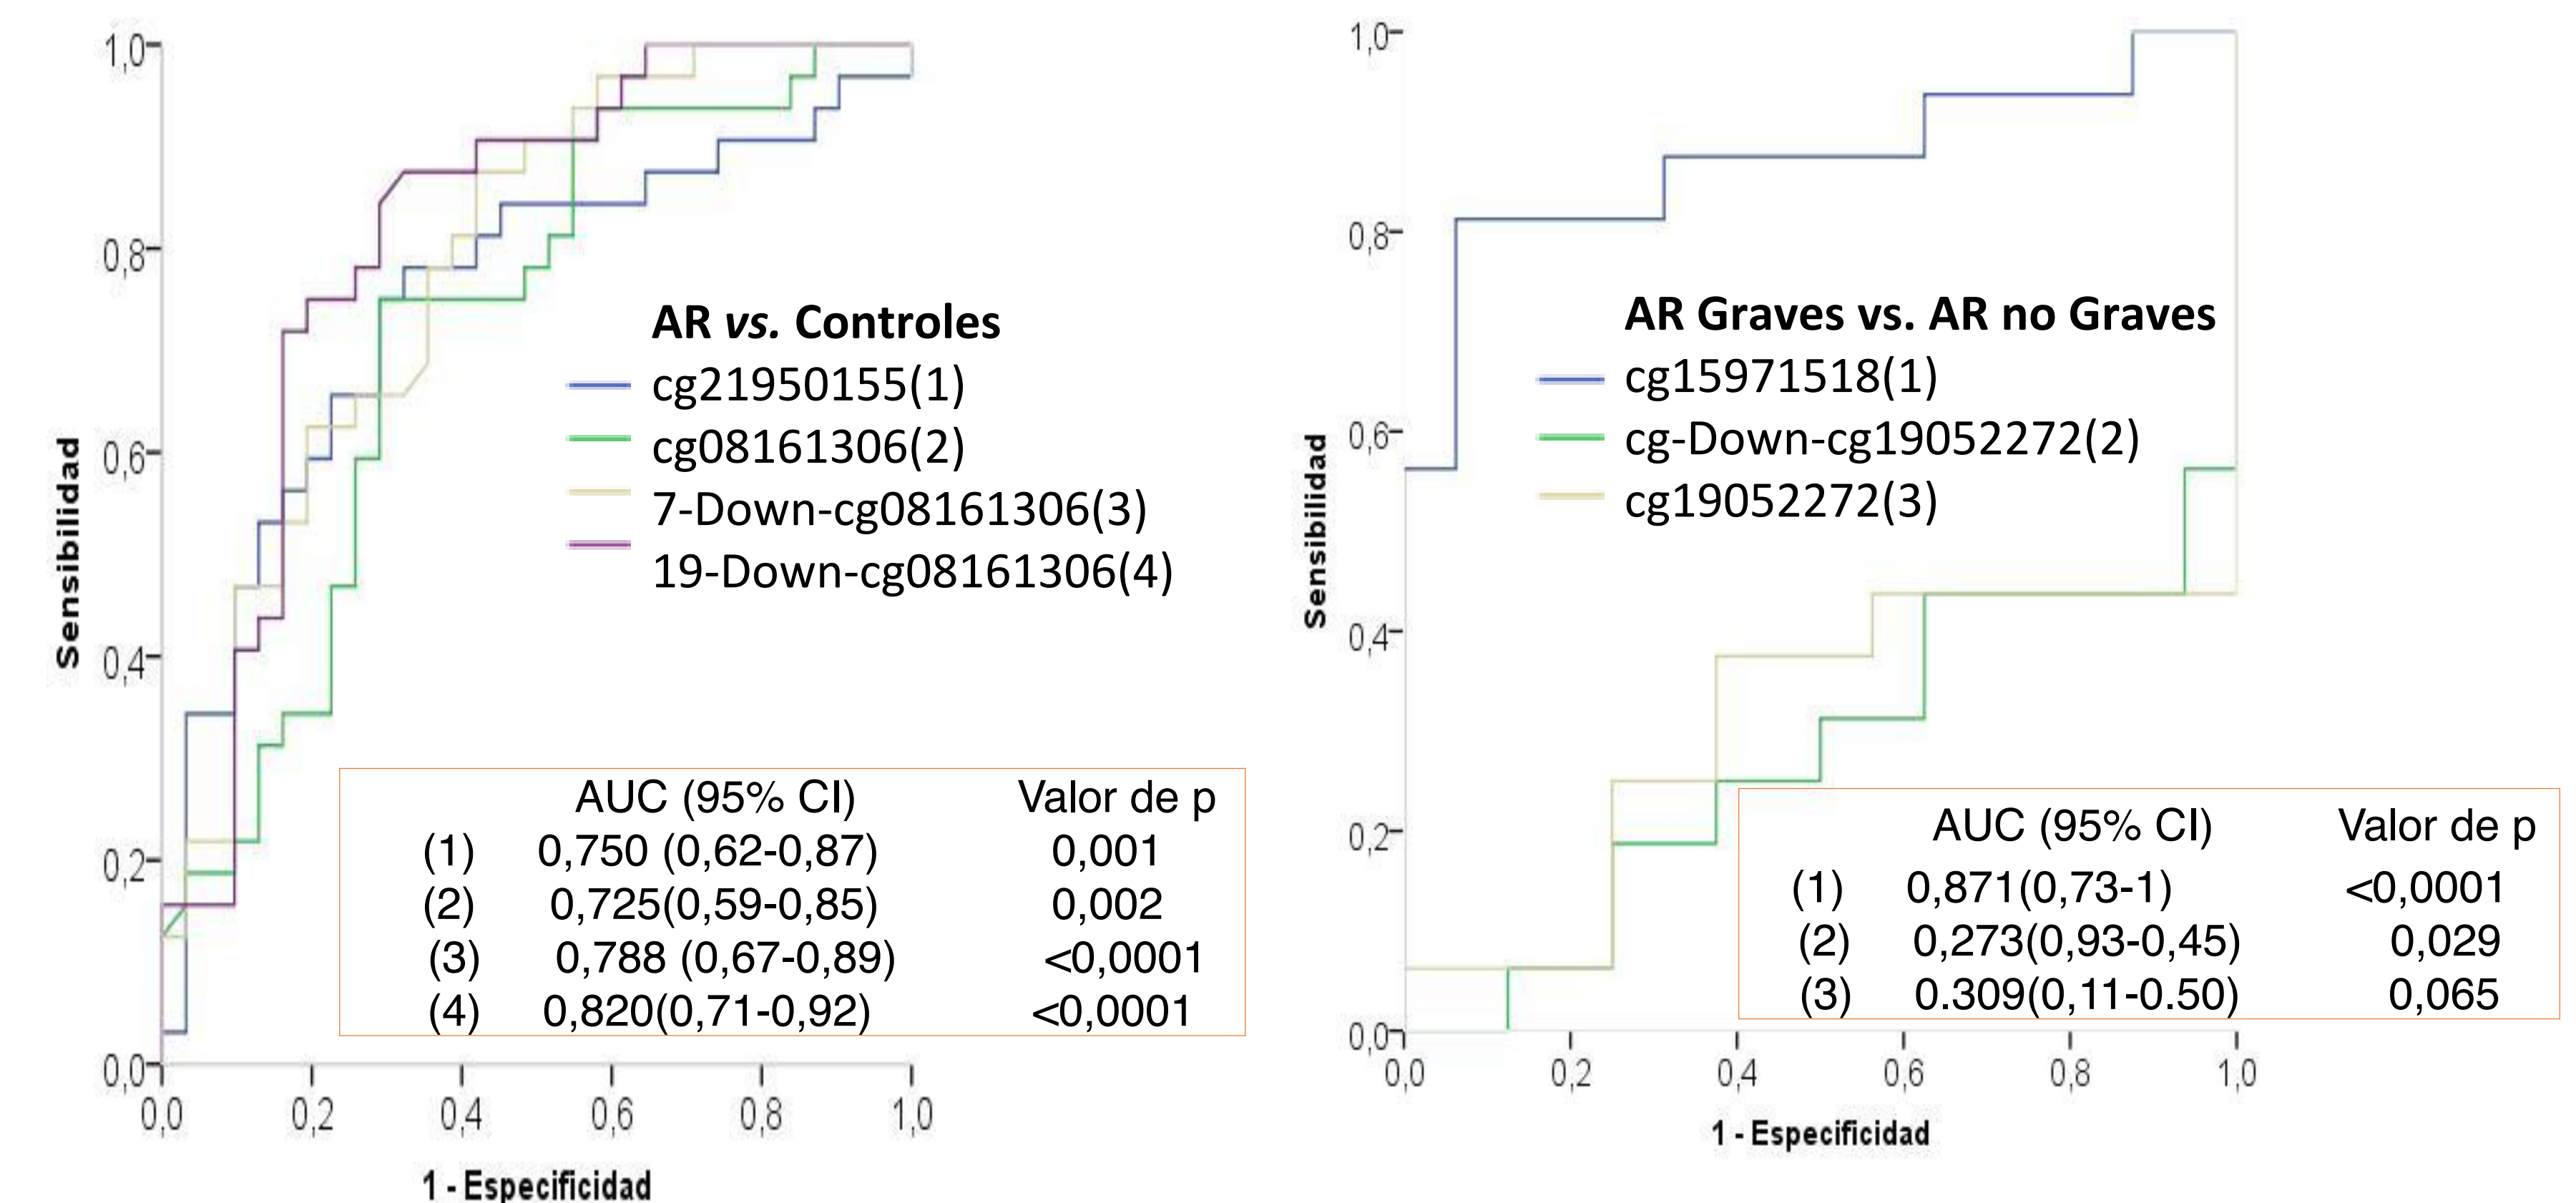 1,0
0,8
0,6
0,4
0,2
0,0
Sensibilidad
0,0 0,2 0,4 0,6 0,8 1,0
1 - Especificidad
AR vs. Controles
cg21950155(1)
cg08161306(2)
7-Down-cg08161306(3)
19-Down-cg08161306(4)
AUC (95% CI) Valor de p
(1) 0,750 (0,62-0,87) 0,001
(2) 0,725(0,59-0,85) 0,002
(3) 0,788 (0,67-0,89) <0,0001
(4) 0,820(0,71-0,92) <0,0001
1,0
0,8
0,6
0,4
0,2
0,0
Sensibilidad
0,0 0,2 0,4 0,6 0,8 1,0
1 - Especificidad
AR Graves vs. AR no Graves
cg15971518(1)
cg-Down-cg19052272(2)
cg19052272(3)
AUC (95% CI) Valor de p
(1) 0,871(0,73-1) <0,0001
(2) 0,273(0,93-0,45) 0,029
(3) 0.309(0,11-0.50) 0,065